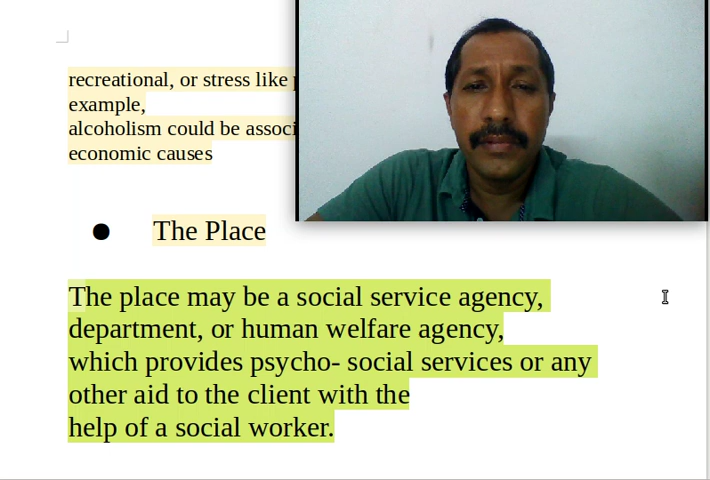 recreational, or stress like
example,
alcoholism could be associ
economic causes
● The Place
The place may be a social service agency,
department, or human welfare agency,
which provides psycho- social services or any
other aid to the client with the
help of a social worker.